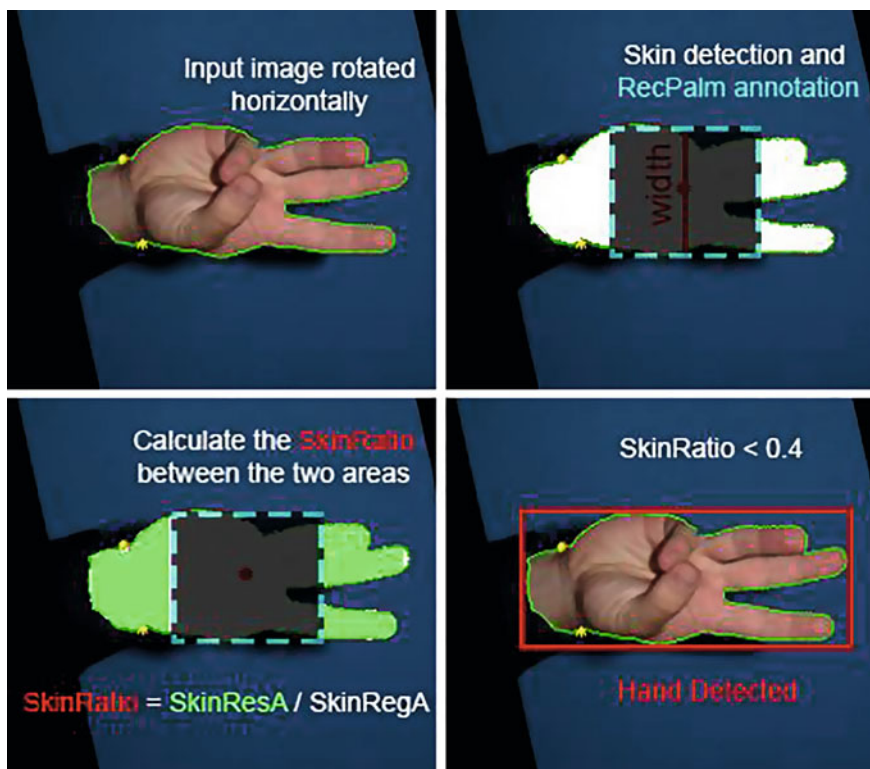 Input image rotated
horizontally
Skin detection and
RecPalm annotation
width
Calculate the SkinRatio
between the two areas
SkinRatio = SkinResA / SkinRegA
SkinRatio < 0.4
Hand Detected